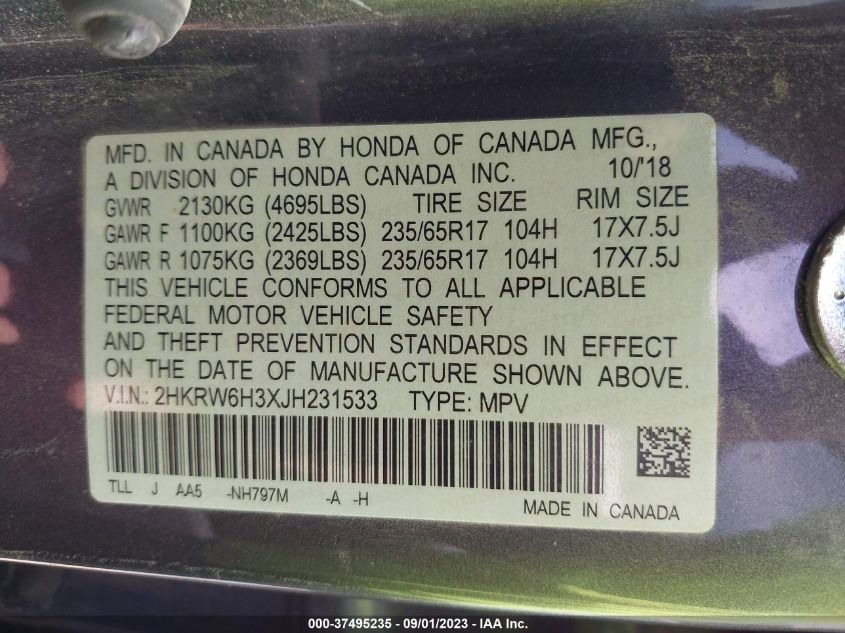 MFD. IN CANADA BY HONDA OF CANADA MFG.,
A DIVISION OF HONDA CANADA INC. 10/'18
GVWR 2130KG (4695LBS) TIRE SIZE RIM SIZE
GAWR F 1100KG (2425LBS) 235/65R17 104H 17X7.5J
GAWR R 1075KG (2369LBS) 235/65R17 104H 17X7.5J
THIS VEHICLE CONFORMS TO ALL APPLICABLE
FEDERAL MOTOR VEHICLE SAFETY
AND THEFT PREVENTION STANDARDS IN EFFECT
ON THE DATE OF MANUFACTURE SHOWN ABOVE.
V.I.N.: 2HKRW6H3XJH231533 TYPE: MPV
TLL J AA5 -NH797M -A -H
MADE IN CANADA
000-37495235 - 09/01/2023 - IAA Inc.